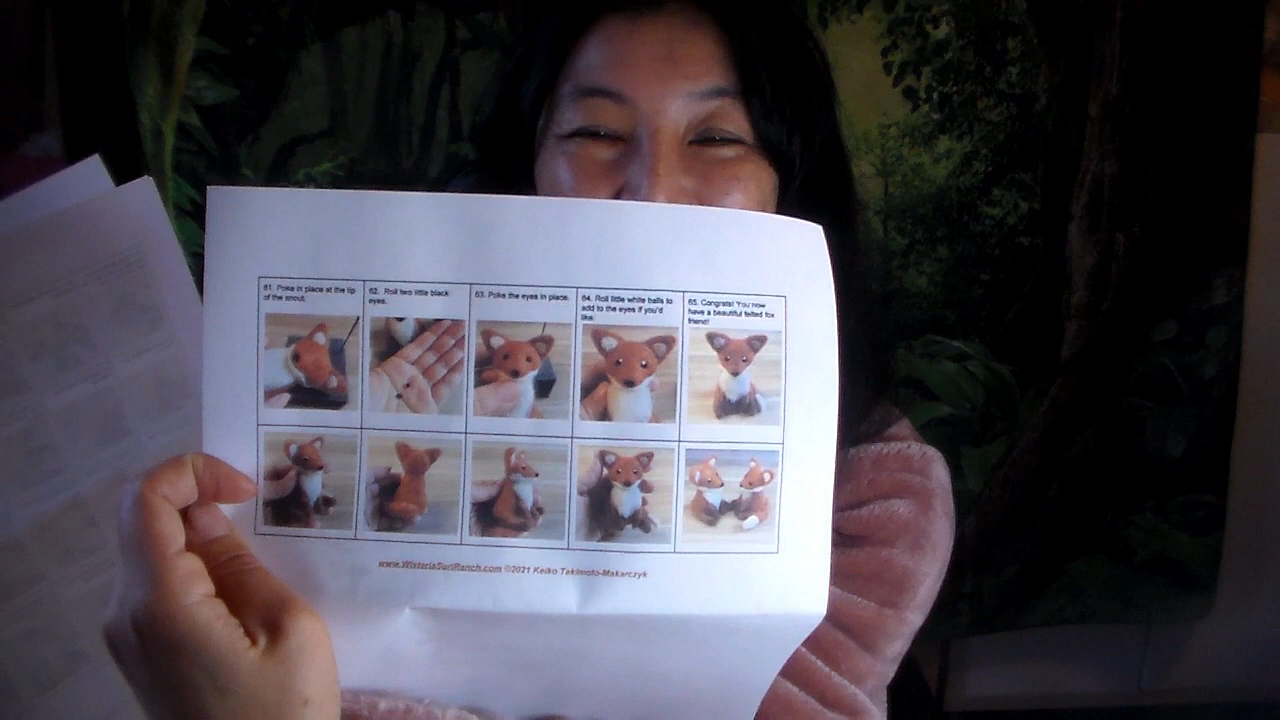 61. Poke in place at the tip
of the snout.
62. Roll two little black
eyes.
63. Poke the eyes in place.
64. Roll little white balls to
add to the eyes if you'd
like.
65. Congrats! You now
have a beautiful felted fox
friend!
www.WisteriaSuriRanch.com ©2021 Keiko Takimoto-Makarczyk